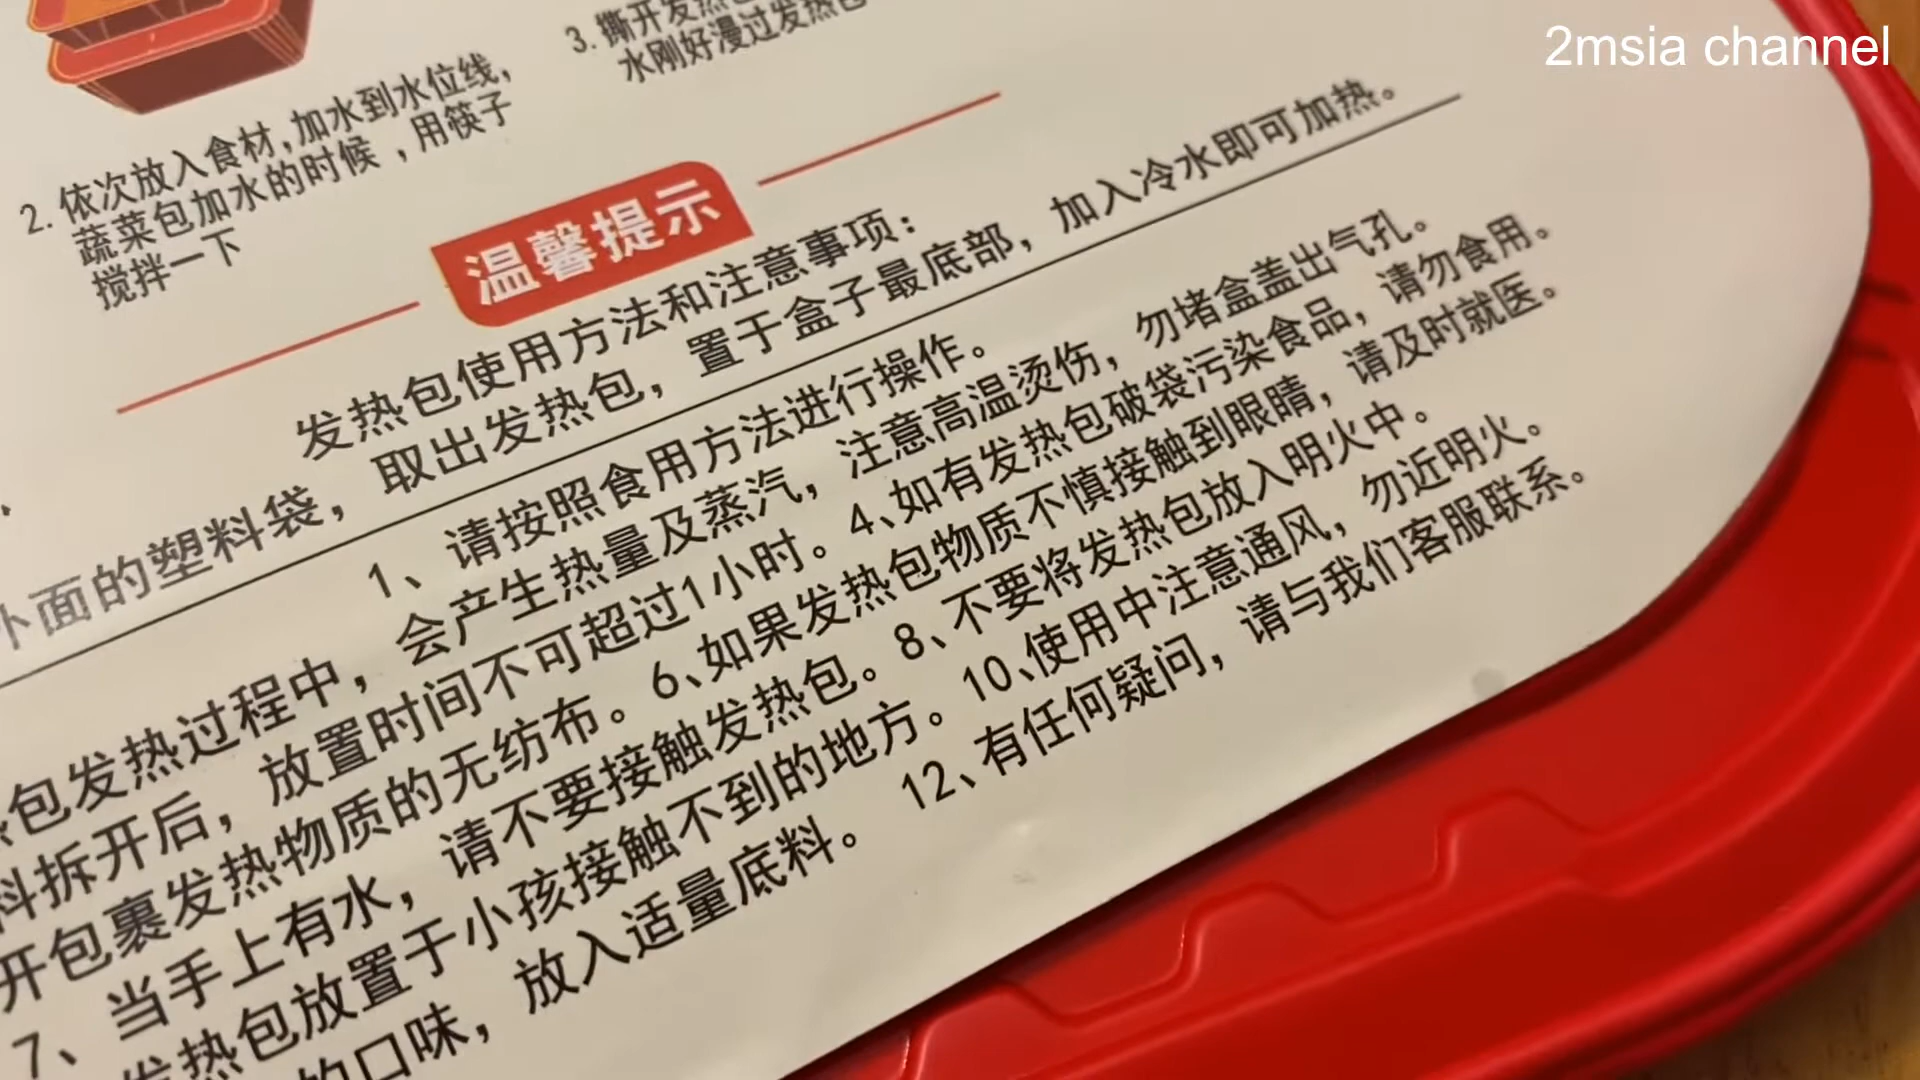 2msia channel
3. 撕开发热包
水刚好漫过发热包
2. 依次放入食材,加水到水位线,
蔬菜包加水的时候,用筷子
搅拌一下
温馨提示
发热包使用方法和注意事项:
外面的塑料袋,取出发热包,置于盒子最底部,加入冷水即可加热。
1、请按照食用方法进行操作。
包发热过程中,会产生热量及蒸汽,注意高温烫伤,勿堵盒盖出气孔。
料拆开后,放置时间不可超过1小时。4、如有发热包破袋污染食品,请勿食用。
开包裹发热物质的无纺布。6、如果发热包物质不慎接触到眼睛,请及时就医。
7、当手上有水,请不要接触发热包。8、不要将发热包放入明火中。
发热包放置于小孩接触不到的地方。10、使用中注意通风,勿近明火。
的口味,放入适量底料。12、有任何疑问,请与我们客服联系。